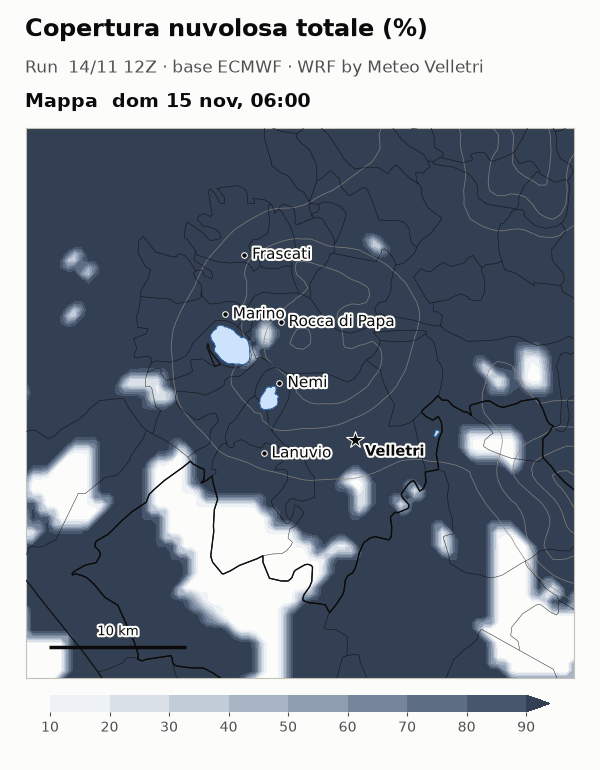 Copertura nuvolosa totale (%)
Run 14/11 12Z · base ECMWF · WRF by Meteo Velletri
Mappa dom 15 nov, 06:00
Frascati
Marino
Rocca di Papa
Nemi
Velletri
Lanuvio
10 km
10 20 30 40 50 60 70 80 90